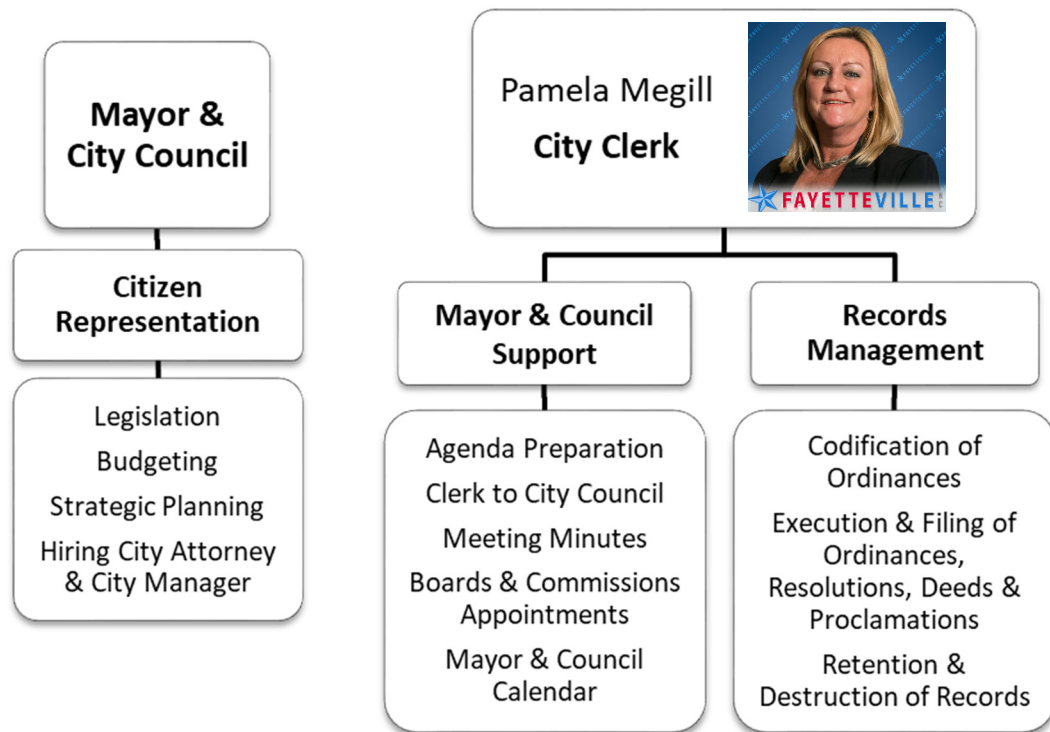 Mayor &
City Council
Citizen
Representation
Legislation
Budgeting
Strategic Planning
Hiring City Attorney
& City Manager
Pamela Megill
City Clerk
FAYETTEVILLE
NC
Mayor & Council
Support
Agenda Preparation
Clerk to City Council
Meeting Minutes
Boards & Commissions
Appointments
Mayor & Council
Calendar
Records
Management
Codification of
Ordinances
Execution & Filing of
Ordinances,
Resolutions, Deeds &
Proclamations
Retention &
Destruction of Records